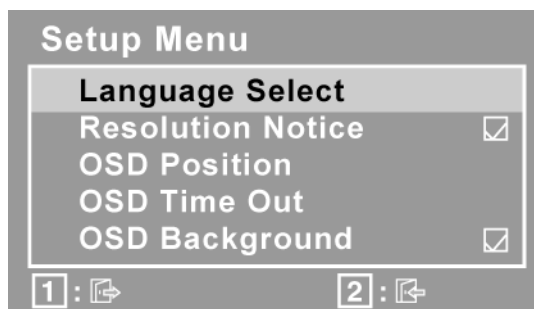 Setup Menu
Language Select
Resolution Notice
OSD Position
OSD Time Out
OSD Background
1 : 2 :